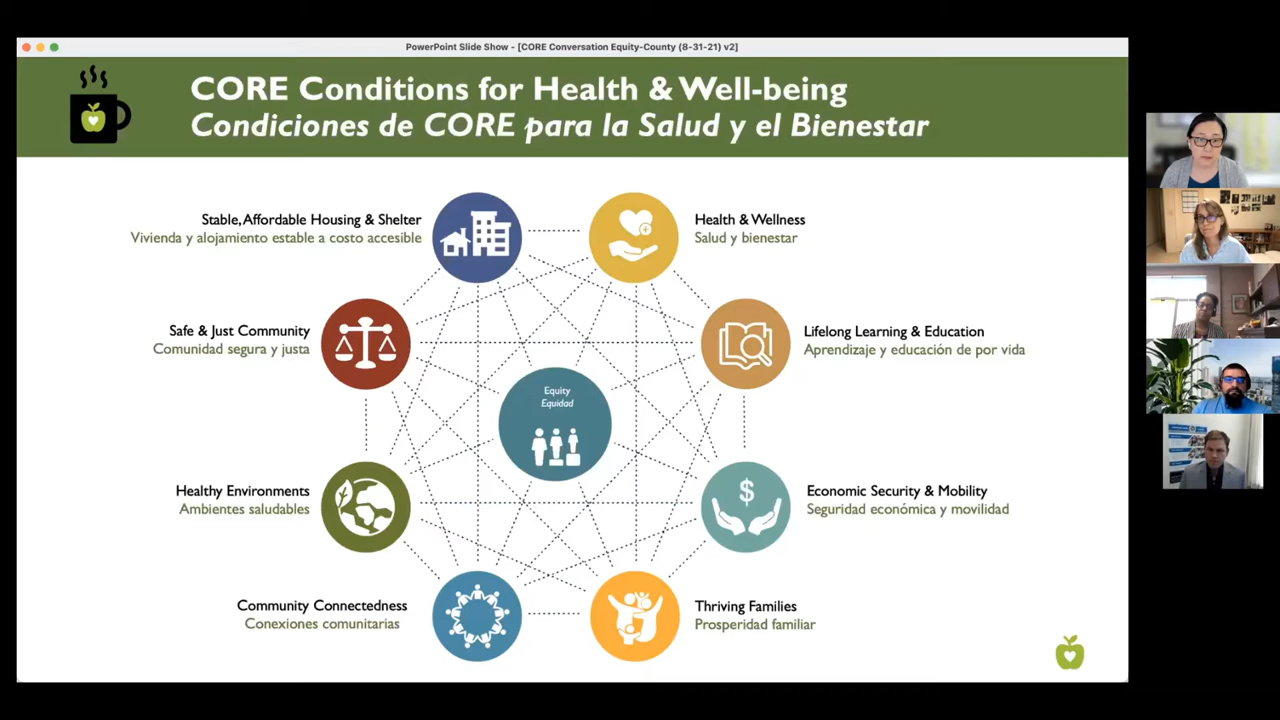 PowerPoint Slide Show - [CORE Conversation Equity-County (8-31-21) v2]
CORE Conditions for Health & Well-being
Condiciones de CORE para la Salud y el Bienestar
Stable, Affordable Housing & Shelter
Vivienda y alojamiento estable a costo accesible
Health & Wellness
Salud y bienestar
Safe & Just Community
Comunidad segura y justa
Lifelong Learning & Education
Aprendizaje y educación de por vida
Equity
Equidad
Healthy Environments
Ambientes saludables
$
Economic Security & Mobility
Seguridad económica y movilidad
Community Connectedness
Conexiones comunitarias
Thriving Families
Prosperidad familiar